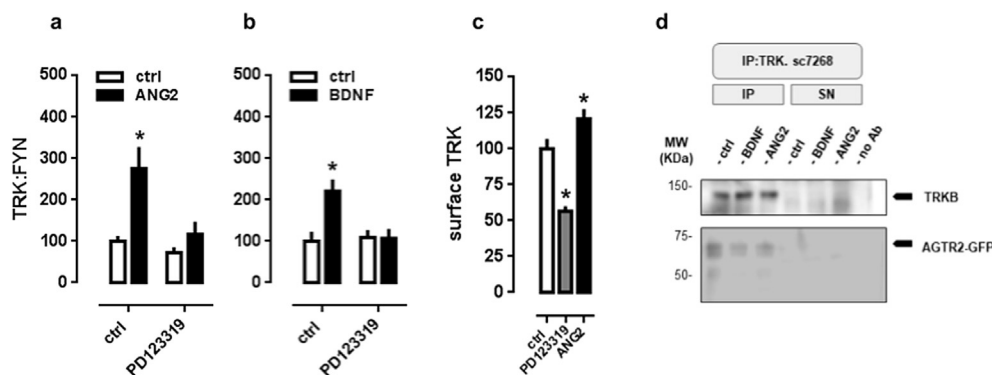 a
TRK:FYN
500
400
300
200
100
0
ctrl
ANG2
*
ctrl
PD123319
b
500
400
300
200
100
0
ctrl
BDNF
*
ctrl
PD123319
c
surface TRK
150
125
100
75
50
25
0
*
*
ctrl
PD123319
ANG2
d
IP:TRK. sc7268
IP SN
MW
(KDa)
- ctrl
- BDNF
- ANG2
- ctrl
- BDNF
- ANG2
- no Ab
150-
TRKB
75-
AGTR2-GFP
50-